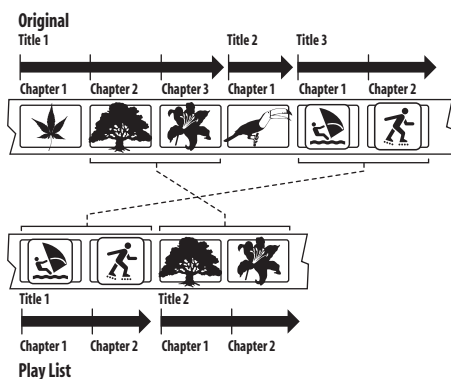 Original
Title 1 Title 2 Title 3
Chapter 1 Chapter 2 Chapter 3 Chapter 1 Chapter 1 Chapter 2
Title 1 Title 2
Chapter 1 Chapter 2 Chapter 1 Chapter 2
Play List